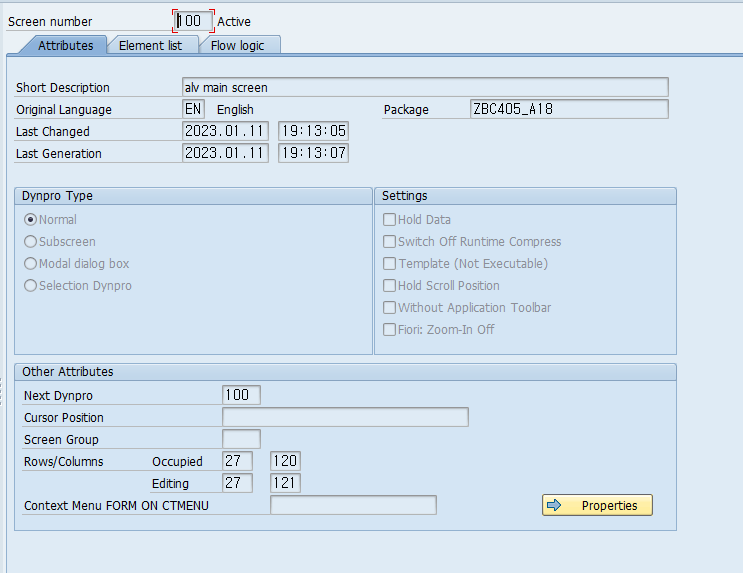 Screen number 100 Active
Attributes Element list Flow logic
Short Description alv main screen
Original Language EN English Package ZBC405_A18
Last Changed 2023.01.11 19:13:05
Last Generation 2023.01.11 19:13:07
Dynpro Type
Normal
Subscreen
Modal dialog box
Selection Dynpro
Settings
Hold Data
Switch Off Runtime Compress
Template (Not Executable)
Hold Scroll Position
Without Application Toolbar
Fiori: Zoom-In Off
Other Attributes
Next Dynpro 100
Cursor Position
Screen Group
Rows/Columns Occupied 27 120
Editing 27 121
Context Menu FORM ON CTMENU
Properties